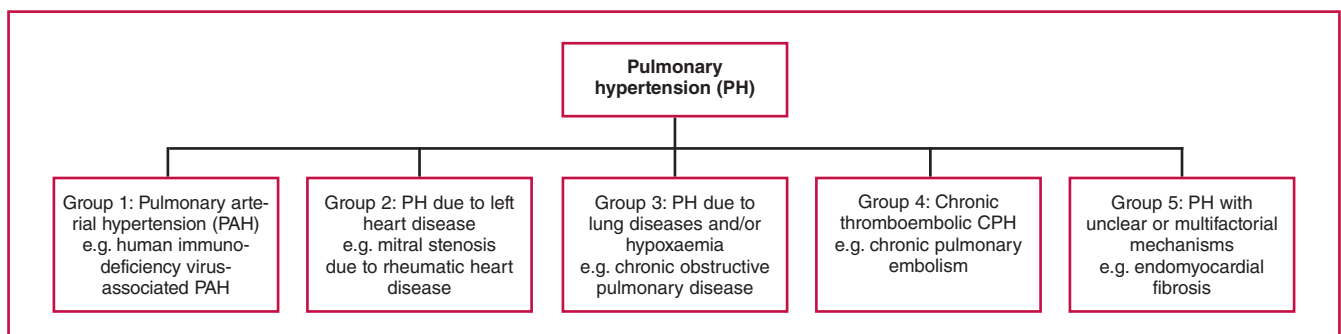 Pulmonary
hypertension (PH)
Group 1: Pulmonary arte-
rial hypertension (PAH)
e.g. human immuno-
deficiency virus-
associated PAH
Group 2: PH due to left
heart disease
e.g. mitral stenosis
due to rheumatic heart
disease
Group 3: PH due to
lung diseases and/or
hypoxaemia
e.g. chronic obstructive
pulmonary disease
Group 4: Chronic
thromboembolic CPH
e.g. chronic pulmonary
embolism
Group 5: PH with
unclear or multifactorial
mechanisms
e.g. endomyocardial
fibrosis